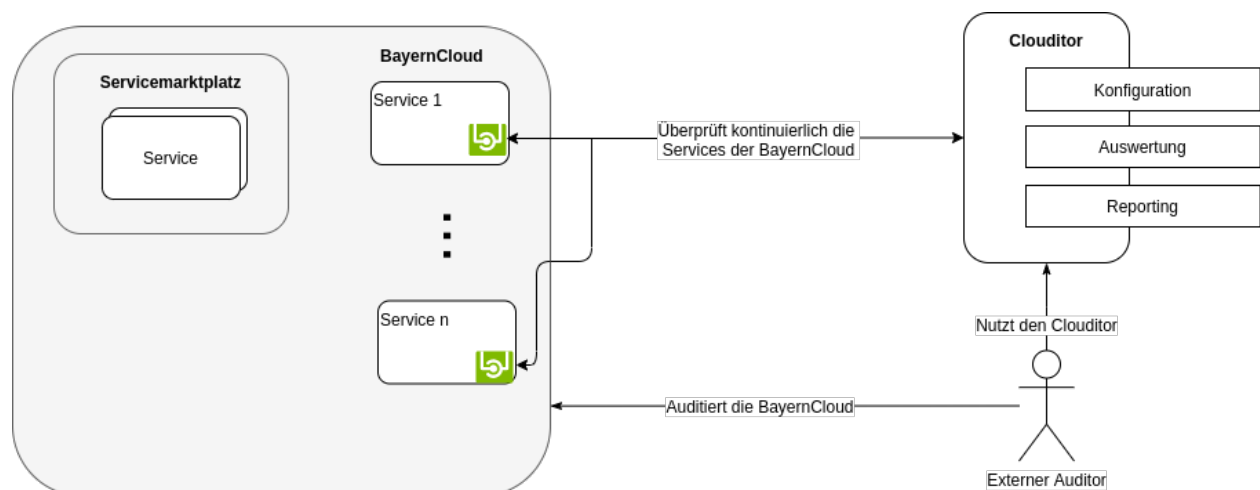 BayernCloud
Servicemarktplatz
Service
Service 1
Service n
Überprüft kontinuierlich die
Services der BayernCloud
Clouditor
Konfiguration
Auswertung
Reporting
Nutzt den Clouditor
Auditiert die BayernCloud
Externer Auditor